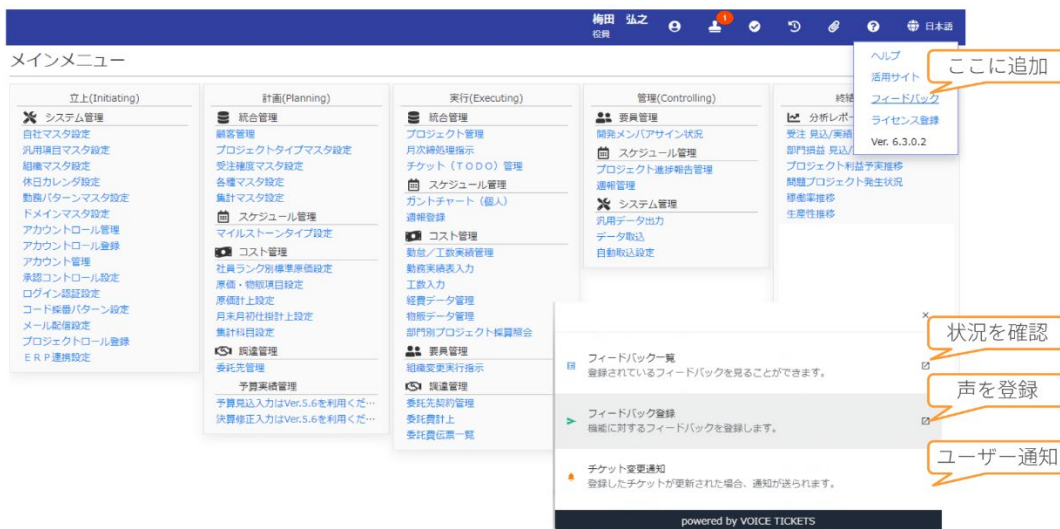 梅田 弘之
役員
1
日本語
メインメニュー
ヘルプ
活用サイト
フィードバック
ライセンス登録
Ver. 6.3.0.2
ここに追加
立上(Initiating)
システム管理
自社マスタ設定
汎用項目マスタ設定
組織マスタ設定
休日カレンダ設定
勤務パターンマスタ設定
ドメインマスタ設定
アカウントロール管理
アカウントロール登録
アカウント管理
承認コントロール設定
ログイン認証設定
コード採番パターン設定
メール配信設定
プロジェクトロール登録
ERP連携設定
計画(Planning)
統合管理
顧客管理
プロジェクトタイプマスタ設定
受注確度マスタ設定
各種マスタ設定
集計マスタ設定
スケジュール管理
マイルストーンタイプ設定
コスト管理
社員ランク別標準原価設定
原価・物販項目設定
原価計上設定
月末月初仕掛計上設定
集計科目設定
調達管理
委託先管理
予算実績管理
予算見込入力はVer.5.6を利用くだ…
決算修正入力はVer.5.6を利用くだ…
実行(Executing)
統合管理
プロジェクト管理
月次締処理指示
チケット（TODO）管理
スケジュール管理
ガントチャート（個人）
週報登録
コスト管理
勤怠／工数実績管理
勤務実績表入力
工数入力
経費データ管理
物販データ管理
部門別プロジェクト採算照会
要員管理
組織変更実行指示
調達管理
委託先契約管理
委託費計上
委託費伝票一覧
管理(Controlling)
要員管理
開発メンバアサイン状況
スケジュール管理
プロジェクト進捗報告管理
週報管理
システム管理
汎用データ出力
データ取込
自動取込設定
終結
分析レポー
受注 見込/実績
部門損益 見込/
プロジェクト利益予実推移
問題プロジェクト発生状況
稼働率推移
生産性推移
フィードバック一覧
登録されているフィードバックを見ることができます。
状況を確認
フィードバック登録
機能に対するフィードバックを登録します。
声を登録
チケット変更通知
登録したチケットが更新された場合、通知が送られます。
ユーザー通知
powered by VOICE TICKETS